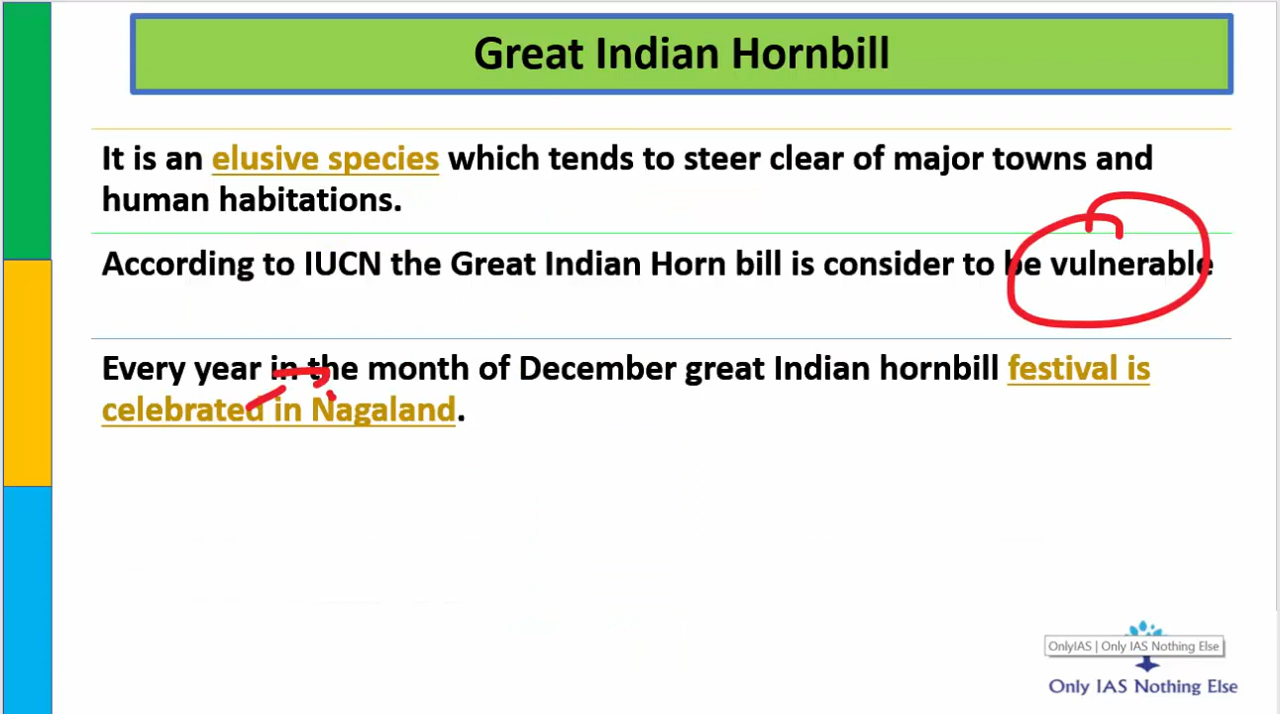 Great Indian Hornbill
It is an elusive species which tends to steer clear of major towns and
human habitations.
According to IUCN the Great Indian Horn bill is consider to be vulnerable
Every year in the month of December great Indian hornbill festival is
celebrated in Nagaland.
OnlyIAS | Only IAS Nothing Else
Only IAS Nothing Else